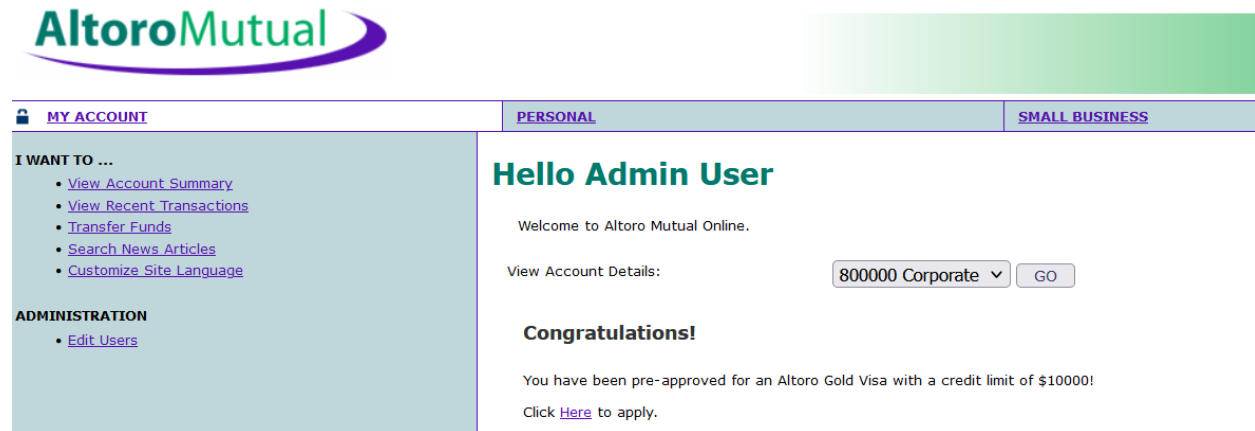 AltoroMutual
MY ACCOUNT
PERSONAL
SMALL BUSINESS
I WANT TO ...
• View Account Summary
• View Recent Transactions
• Transfer Funds
• Search News Articles
• Customize Site Language
ADMINISTRATION
• Edit Users
Hello Admin User
Welcome to Altoro Mutual Online.
View Account Details: 800000 Corporate GO
Congratulations!
You have been pre-approved for an Altoro Gold Visa with a credit limit of $10000!
Click Here to apply.